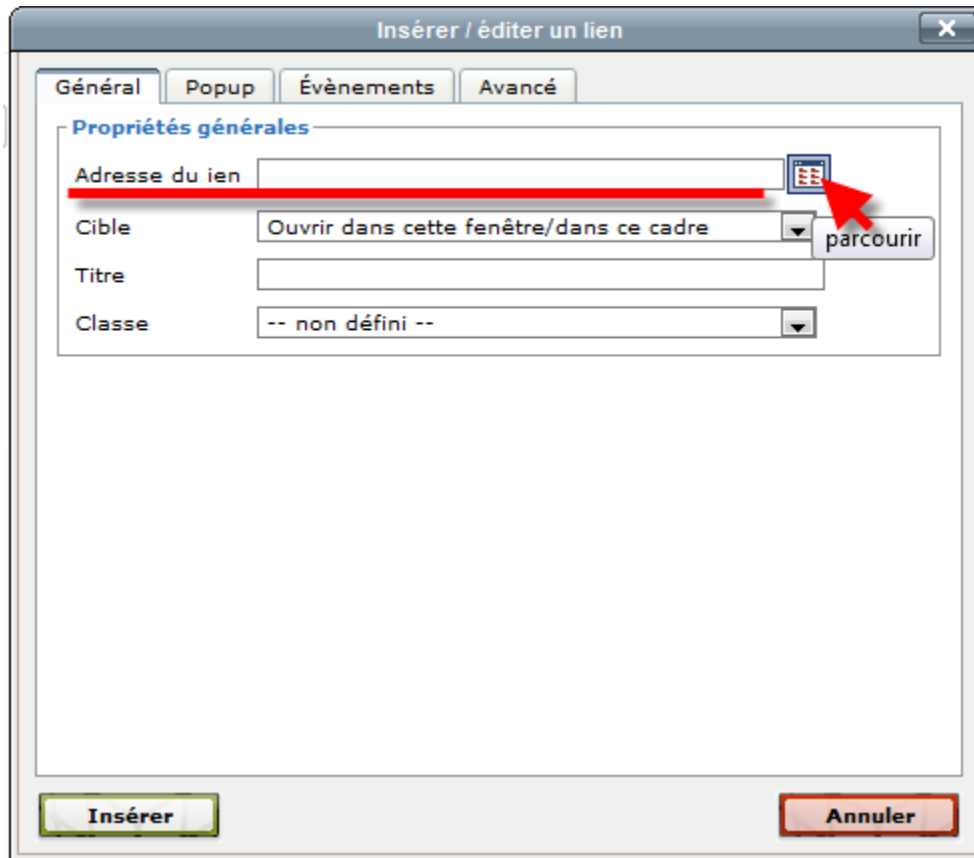 Insérer / éditer un lien
Général Popup Évènements Avancé
Propriétés générales
Adresse du ien
Cible Ouvrir dans cette fenêtre/dans ce cadre
parcourir
Titre
Classe -- non défini --
Insérer Annuler